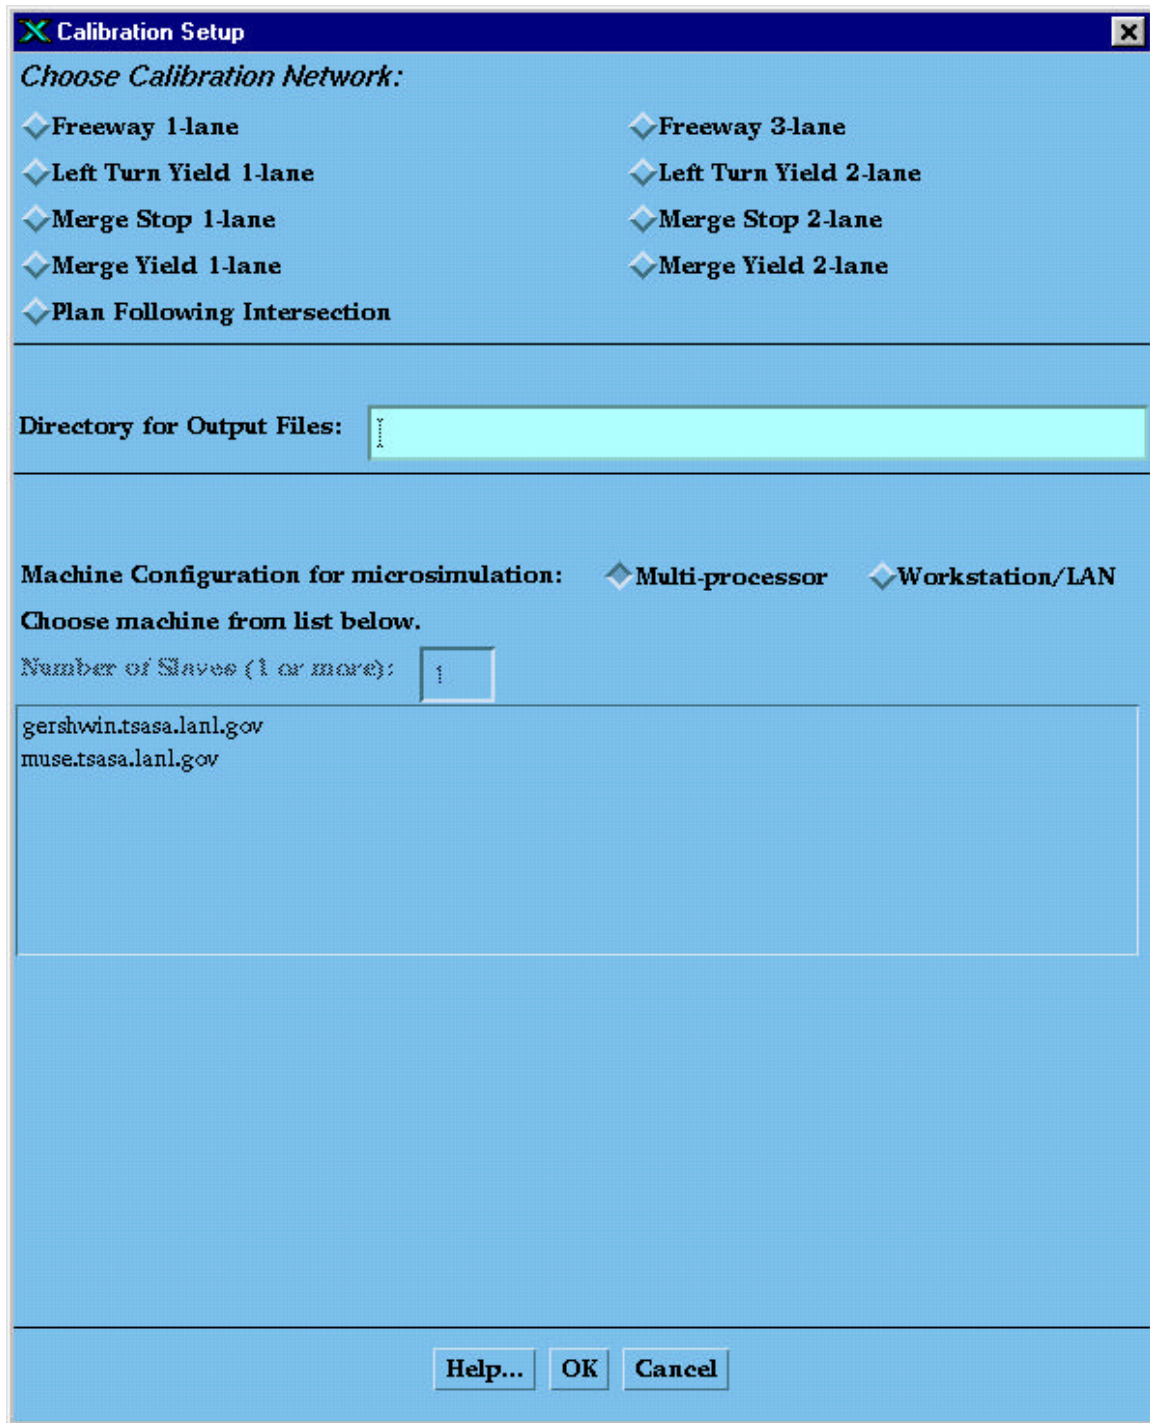 Calibration Setup
Choose Calibration Network:
Freeway 1-lane
Freeway 3-lane
Left Turn Yield 1-lane
Left Turn Yield 2-lane
Merge Stop 1-lane
Merge Stop 2-lane
Merge Yield 1-lane
Merge Yield 2-lane
Plan Following Intersection
Directory for Output Files:
Machine Configuration for microsimulation: Multi-processor Workstation/LAN
Choose machine from list below.
Number of Slaves (1 or more): 1
gershwin.tsasa.lanl.gov
muse.tsasa.lanl.gov
Help... OK Cancel